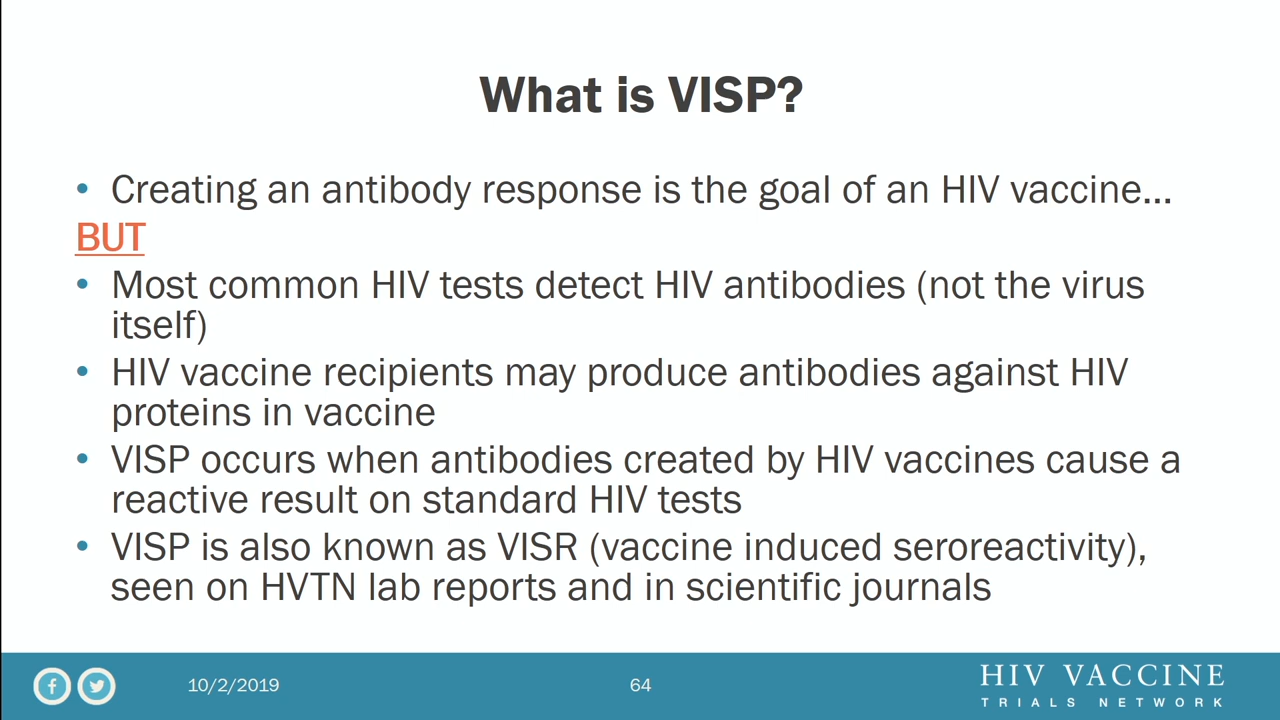 What is VISP?
• Creating an antibody response is the goal of an HIV vaccine...
BUT
• Most common HIV tests detect HIV antibodies (not the virus
itself)
• HIV vaccine recipients may produce antibodies against HIV
proteins in vaccine
• VISP occurs when antibodies created by HIV vaccines cause a
reactive result on standard HIV tests
• VISP is also known as VISR (vaccine induced seroreactivity),
seen on HVTN lab reports and in scientific journals
10/2/2019
64
HIV VACCINE
TRIALS NETWORK